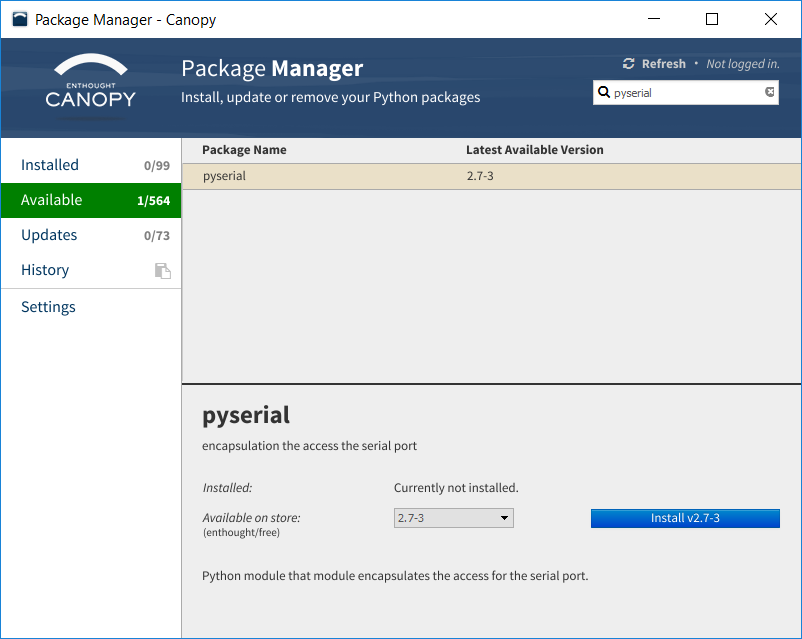 Package Manager - Canopy
ENTHOUGHT
CANOPY
Package Manager
Install, update or remove your Python packages
Refresh • Not logged in.
pyserial
Installed 0/99
Available 1/564
Updates 0/73
History
Settings
Package Name Latest Available Version
pyserial 2.7-3
pyserial
encapsulation the access the serial port
Installed: Currently not installed.
Available on store: 2.7-3 Install v2.7-3
(enthought/free)
Python module that module encapsulates the access for the serial port.